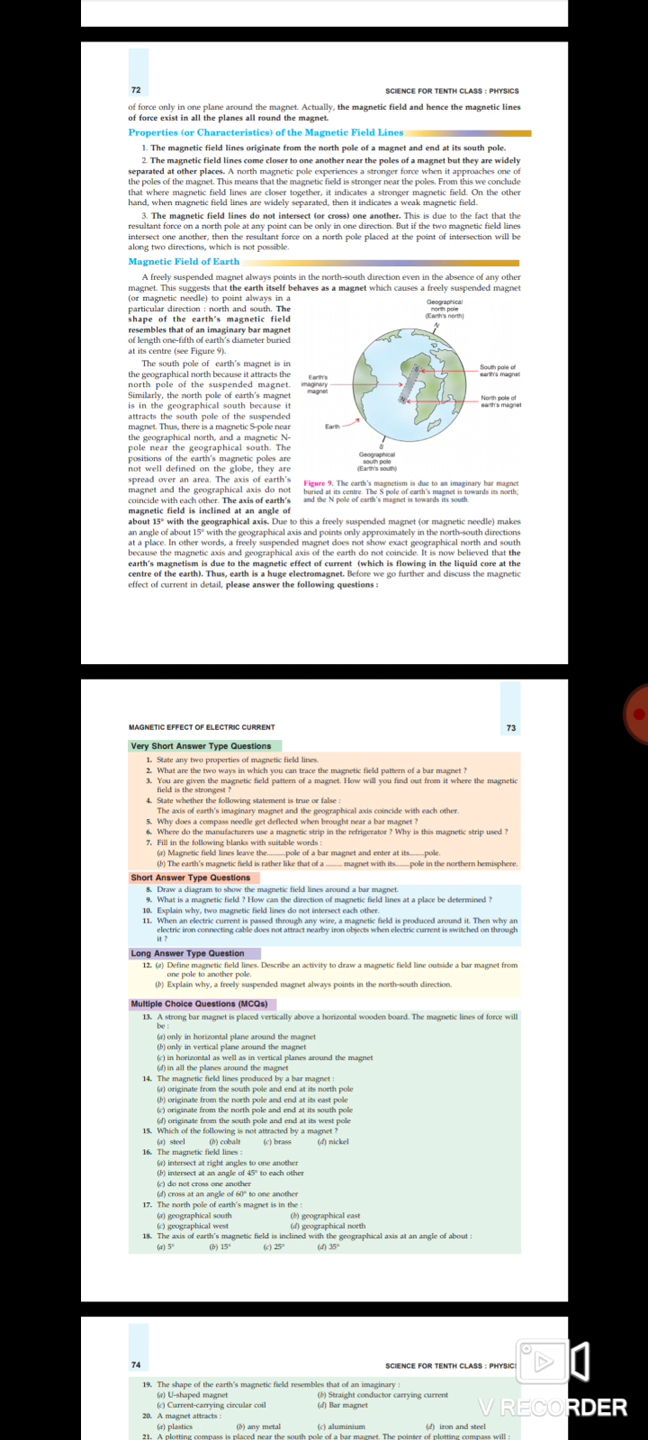 72
SCIENCE FOR TENTH CLASS : PHYSICS
of force only in one plane around the magnet. Actually, the magnetic field and hence the magnetic lines
of force exist in all the planes all round the magnet.
Properties (or Characteristics) of the Magnetic Field Lines
1. The magnetic field lines originate from the north pole of a magnet and end at its south pole.
2. The magnetic field lines come closer to one another near the poles of a magnet but they are widely
separated at other places. A north magnetic pole experiences a stronger force when it approaches one of
the poles of the magnet. This means that the magnetic field is stronger near the poles. From this we conclude
that where magnetic field lines are closer together, it indicates a stronger magnetic field. On the other
hand, when magnetic field lines are widely separated, then it indicates a weak magnetic field.
3. The magnetic field lines do not intersect (or cross) one another. This is due to the fact that the
resultant force on a north pole at any point can be only in one direction. But if the two magnetic field lines
intersect one another, then the resultant force on a north pole placed at the point of intersection will be
along two directions, which is not possible.
Magnetic Field of Earth
A freely suspended magnet always points in the north-south direction even in the absence of any other
magnet. This suggests that the earth itself behaves as a magnet which causes a freely suspended magnet
(or magnetic needle) to point always in a
particular direction : north and south. The
shape of the earth's magnetic field
resembles that of an imaginary bar magnet
of length one-fifth of earth's diameter buried
at its centre (see Figure 9).
The south pole of earth's magnet is in
the geographical north because it attracts the
north pole of the suspended magnet.
Similarly, the north pole of earth's magnet
is in the geographical south because it
attracts the south pole of the suspended
magnet. Thus, there is a magnetic S-pole near
the geographical north, and a magnetic N-
pole near the geographical south. The
positions of the earth's magnetic poles are
not well defined on the globe, they are
spread over an area. The axis of earth's
magnet and the geographical axis do not
coincide with each other. The axis of earth's
magnetic field is inclined at an angle of
Geographical
north pole
(Earth's north)
N
S
South pole of
earth's magnet
Earth's
imaginary
magnet
N
North pole of
earth's magnet
Earth
S
Geographical
south pole
(Earth's south)
Figure 9. The earth's magnetism is due to an imaginary bar magnet
buried at its centre. The S pole of earth's magnet is towards its north;
and the N pole of earth's magnet is towards its south.
about 15° with the geographical axis. Due to this a freely suspended magnet (or magnetic needle) makes
an angle of about 15° with the geographical axis and points only approximately in the north-south directions
at a place. In other words, a freely suspended magnet does not show exact geographical north and south
because the magnetic axis and geographical axis of the earth do not coincide. It is now believed that the
earth's magnetism is due to the magnetic effect of current (which is flowing in the liquid core at the
centre of the earth). Thus, earth is a huge electromagnet. Before we go further and discuss the magnetic
effect of current in detail, please answer the following questions :
MAGNETIC EFFECT OF ELECTRIC CURRENT
73
Very Short Answer Type Questions
1. State any two properties of magnetic field lines.
2. What are the two ways in which you can trace the magnetic field pattern of a bar magnet ?
3. You are given the magnetic field pattern of a magnet. How will you find out from it where the magnetic
field is the strongest ?
4. State whether the following statement is true or false :
The axis of earth's imaginary magnet and the geographical axis coincide with each other.
5. Why does a compass needle get deflected when brought near a bar magnet ?
6. Where do the manufacturers use a magnetic strip in the refrigerator ? Why is this magnetic strip used ?
7. Fill in the following blanks with suitable words :
(a) Magnetic field lines leave the.........pole of a bar magnet and enter at its......pole.
(b) The earth's magnetic field is rather like that of a ......... magnet with its......pole in the northern hemisphere.
Short Answer Type Questions
8. Draw a diagram to show the magnetic field lines around a bar magnet.
9. What is a magnetic field ? How can the direction of magnetic field lines at a place be determined ?
10. Explain why, two magnetic field lines do not intersect each other.
11. When an electric current is passed through any wire, a magnetic field is produced around it. Then why an
electric iron connecting cable does not attract nearby iron objects when electric current is switched on through
it ?
Long Answer Type Question
12. (a) Define magnetic field lines. Describe an activity to draw a magnetic field line outside a bar magnet from
one pole to another pole.
(b) Explain why, a freely suspended magnet always points in the north-south direction.
Multiple Choice Questions (MCQs)
13. A strong bar magnet is placed vertically above a horizontal wooden board. The magnetic lines of force will
be :
(a) only in horizontal plane around the magnet
(b) only in vertical plane around the magnet
(c) in horizontal as well as in vertical planes around the magnet
(d) in all the planes around the magnet
14. The magnetic field lines produced by a bar magnet :
(a) originate from the south pole and end at its north pole
(b) originate from the north pole and end at its east pole
(c) originate from the north pole and end at its south pole
(d) originate from the south pole and end at its west pole
15. Which of the following is not attracted by a magnet ?
(a) steel (b) cobalt (c) brass (d) nickel
16. The magnetic field lines :
(a) intersect at right angles to one another
(b) intersect at an angle of 45° to each other
(c) do not cross one another
(d) cross at an angle of 60° to one another
17. The north pole of earth's magnet is in the :
(a) geographical south (b) geographical east
(c) geographical west (d) geographical north
18. The axis of earth's magnetic field is inclined with the geographical axis at an angle of about :
(a) 5° (b) 15° (c) 25° (d) 35°
74
SCIENCE FOR TENTH CLASS : PHYSIC
19. The shape of the earth's magnetic field resembles that of an imaginary :
(a) U-shaped magnet (b) Straight conductor carrying current
(c) Current-carrying circular coil (d) Bar magnet
20. A magnet attracts :
(a) plastics (b) any metal (c) aluminium (d) iron and steel
21. A plotting compass is placed near the south pole of a bar magnet. The pointer of plotting compass will :
V RECORDER